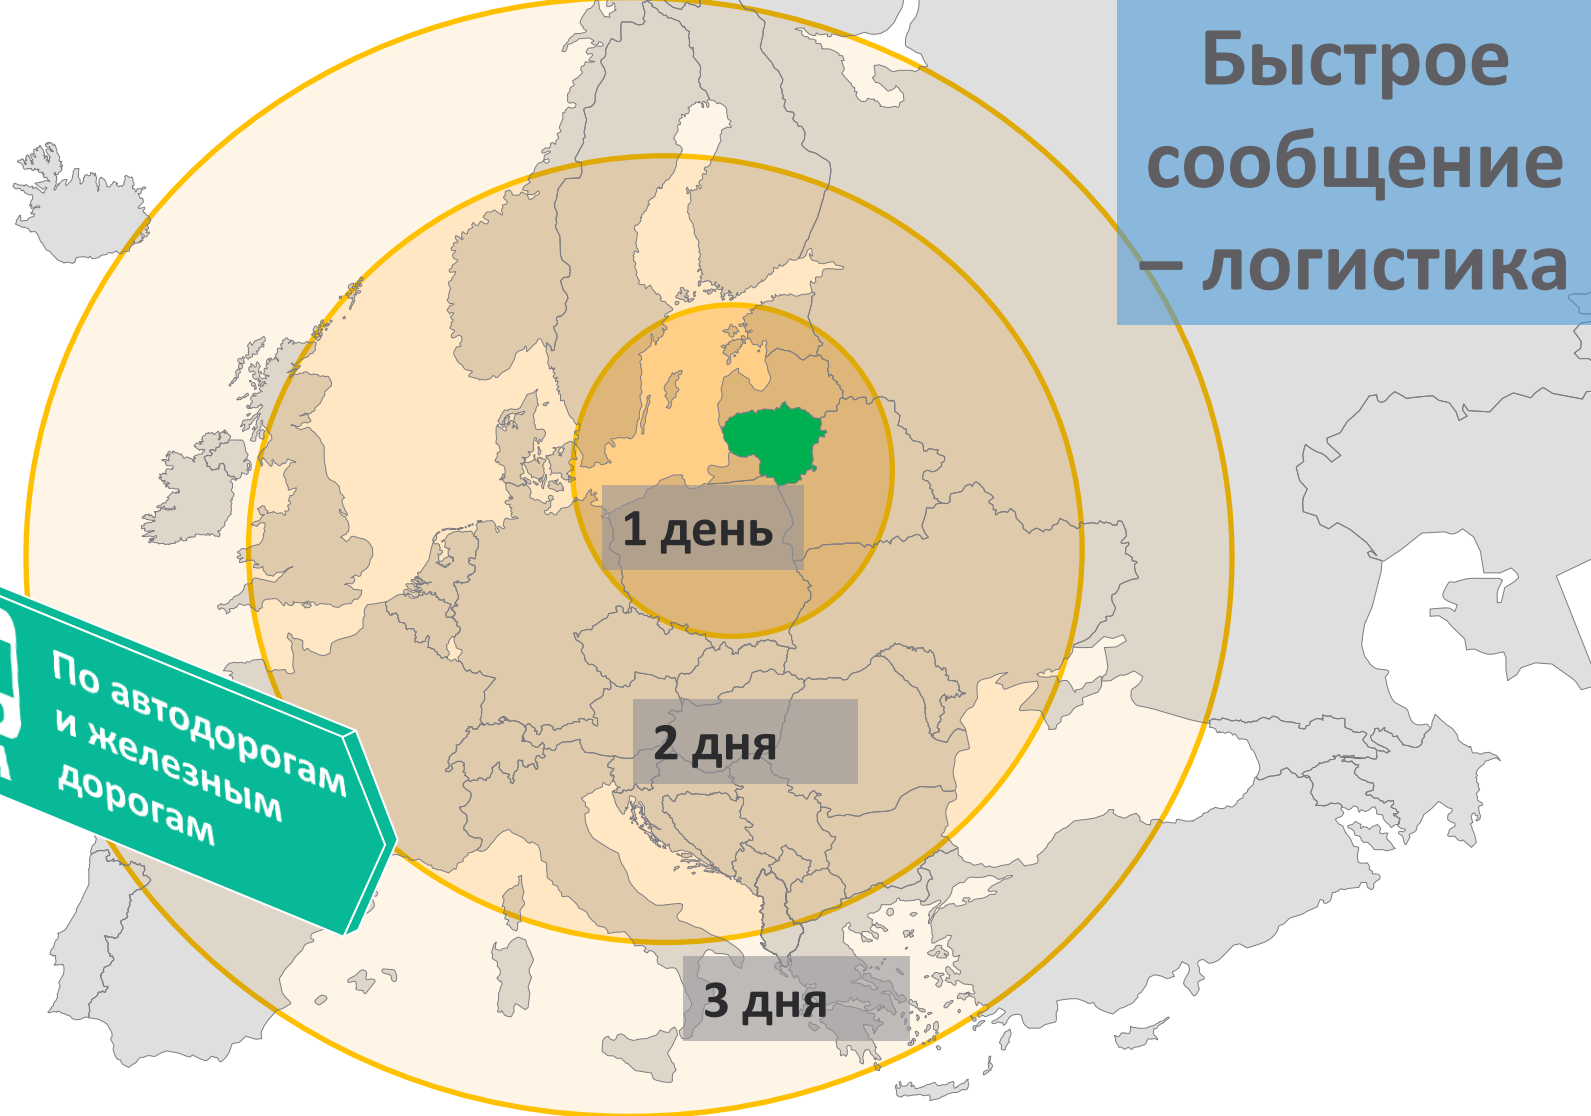 Быстрое
сообщение
– логистика
1 день
2 дня
3 дня
По автодорогам
и железным
дорогам